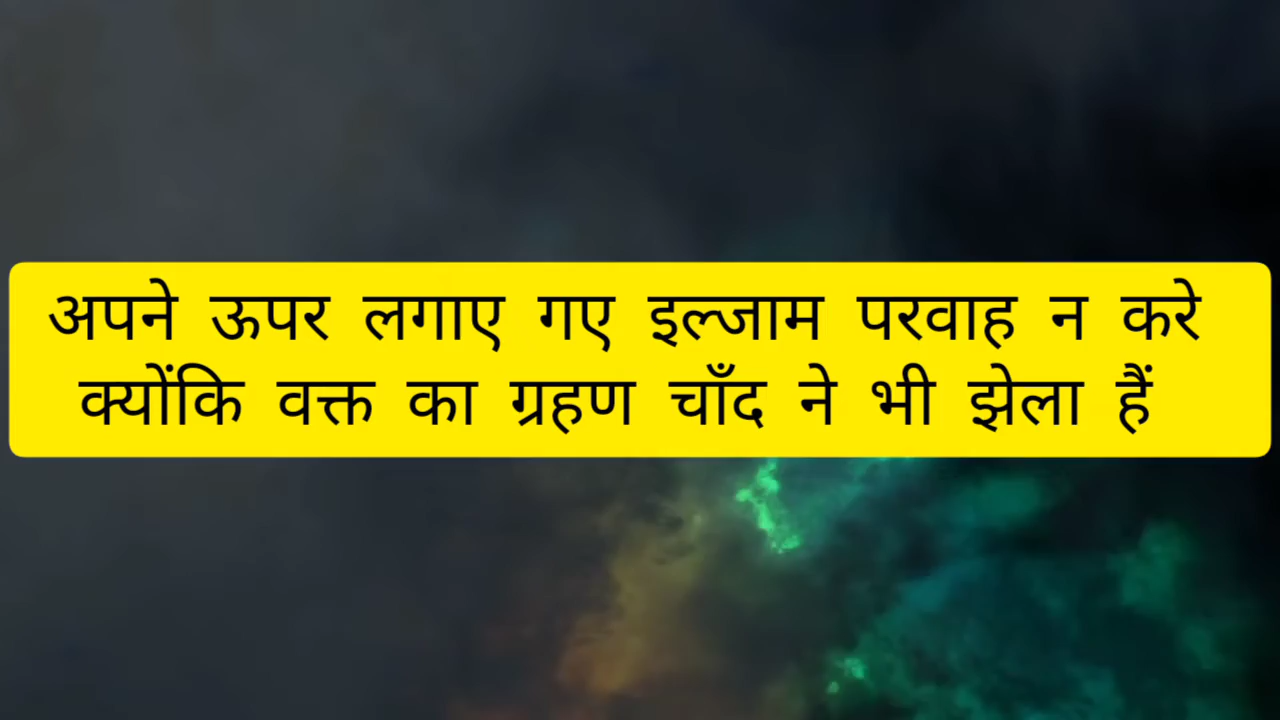 अपने ऊपर लगाए गए इल्जाम परवाह न करे
क्योंकि वक्त का ग्रहण चाँद ने भी झेला हैं